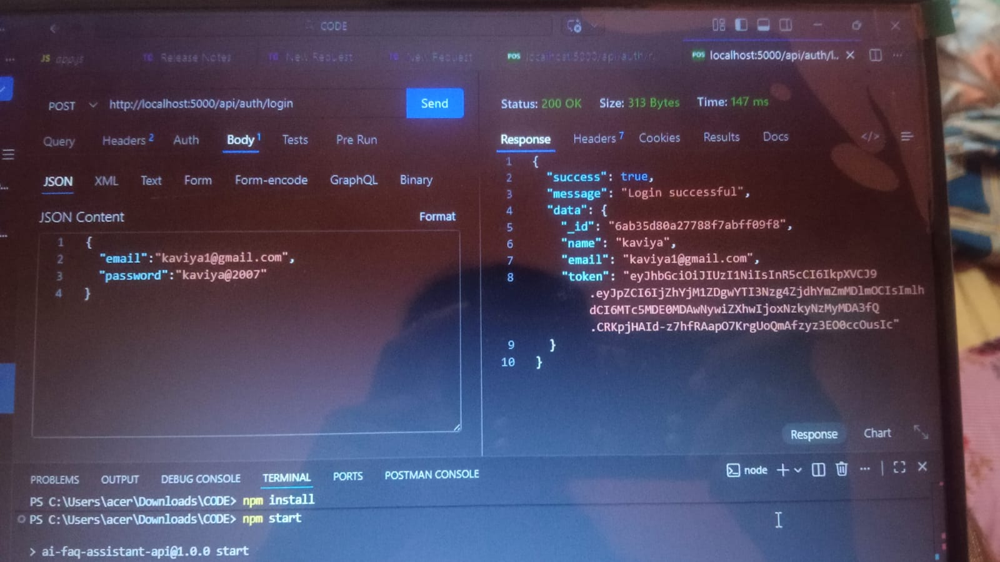 CODE
JS app.js
TC Release Notes
TC New Request
TC New Request
POS localhost:5000/api/auth/r...
POS localhost:5000/api/auth/l..
POST
http://localhost:5000/api/auth/login
Send
Query
Headers 2
Auth
Body 1
Tests
Pre Run
JSON
XML
Text
Form
Form-encode
GraphQL
Binary
JSON Content
Format
1 {
2 "email":"kaviya1@gmail.com",
3 "password":"kaviya@2007"
4 }
Status: 200 OK
Size: 313 Bytes
Time: 147 ms
Response
Headers 7
Cookies
Results
Docs
</>
1 {
2 "success": true,
3 "message": "Login successful",
4 "data": {
5 "_id": "6ab35d80a27788f7abff09f8",
6 "name": "kaviya",
7 "email": "kaviya1@gmail.com",
8 "token": "eyJhbGciOiJIUzI1NiIsInR5cCI6IkpXVCJ9
.eyJpZCI6IjZhYjM1ZDgwYTI3Nzg4ZjdhYmZmMDlmOCIsImlh
dCI6MTc5MDE0MDAwNywiZXhwIjoxNzkyNzMyMDA3fQ
.CRKpjHAId-z7hfRAapO7KrgUoQmAfzyz3EO0ccOusIc"
9 }
10 }
Response
Chart
PROBLEMS
OUTPUT
DEBUG CONSOLE
TERMINAL
PORTS
POSTMAN CONSOLE
node
PS C:\Users\acer\Downloads\CODE> npm install
PS C:\Users\acer\Downloads\CODE> npm start
> ai-faq-assistant-api@1.0.0 start